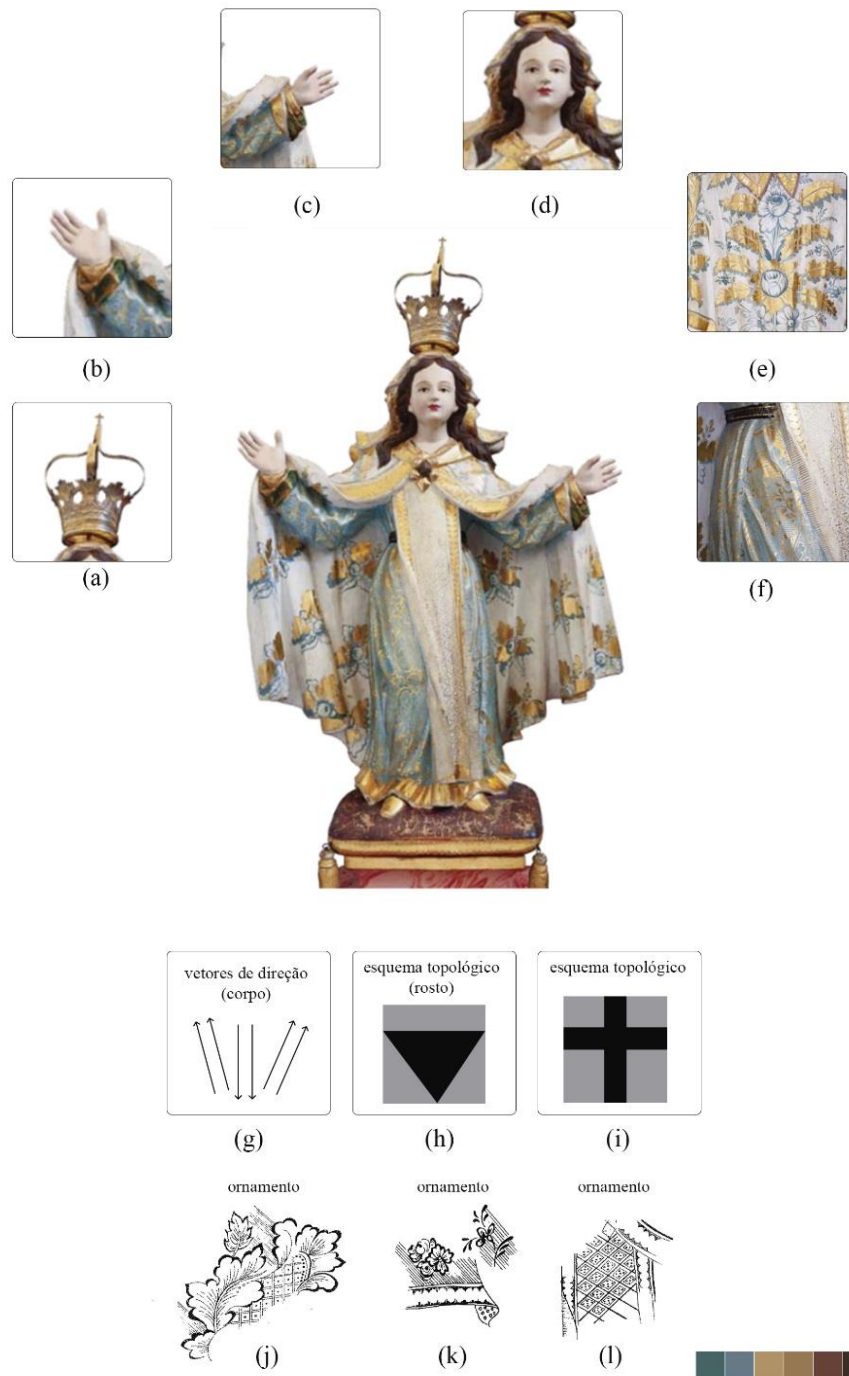 (c)
(d)
(b)
(e)
(a)
(f)
vetores de direção
(corpo)
esquema topológico
(rosto)
esquema topológico
(g)
(h)
(i)
ornamento
ornamento
ornamento
(j)
(k)
(l)